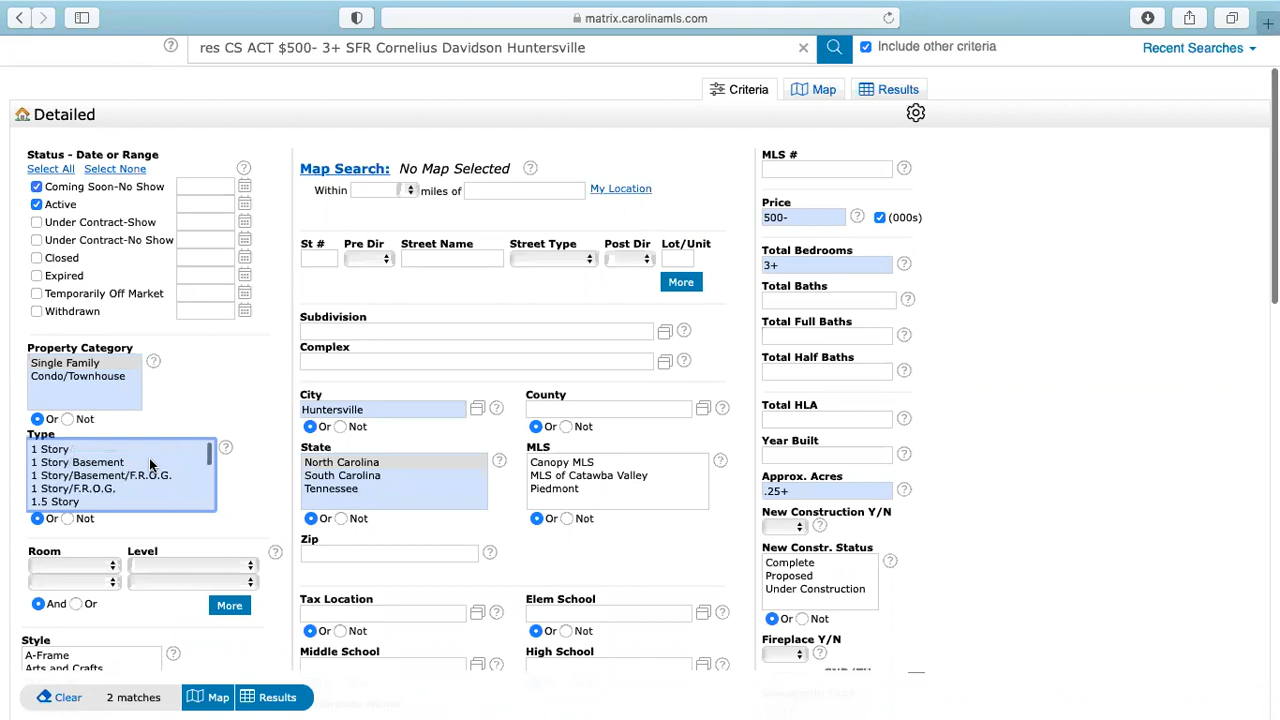 matrix.carolinamls.com
res CS ACT $500- 3+ SFR Cornelius Davidson Huntersville
Include other criteria
Recent Searches
Criteria
Map
Results
Detailed
Status - Date or Range
Select All Select None
Coming Soon-No Show
Active
Under Contract-Show
Under Contract-No Show
Closed
Expired
Temporarily Off Market
Withdrawn
Property Category
Single Family
Condo/Townhouse
Or Not
Type
1 Story
1 Story Basement
1 Story/Basement/F.R.O.G.
1 Story/F.R.O.G.
1.5 Story
Or Not
Room Level
And Or
More
Style
A-Frame
Arts and Crafts
Map Search: No Map Selected
Within miles of My Location
St # Pre Dir Street Name Street Type Post Dir Lot/Unit
More
Subdivision
Complex
City County
Huntersville
Or Not Or Not
State MLS
North Carolina Canopy MLS
South Carolina MLS of Catawba Valley
Tennessee Piedmont
Or Not Or Not
Zip
Tax Location Elem School
Or Not Or Not
Middle School High School
MLS #
Price
500- (000s)
Total Bedrooms
3+
Total Baths
Total Full Baths
Total Half Baths
Total HLA
Year Built
Approx. Acres
.25+
New Construction Y/N
New Constr. Status
Complete
Proposed
Under Construction
Or Not
Fireplace Y/N
Clear 2 matches Map Results